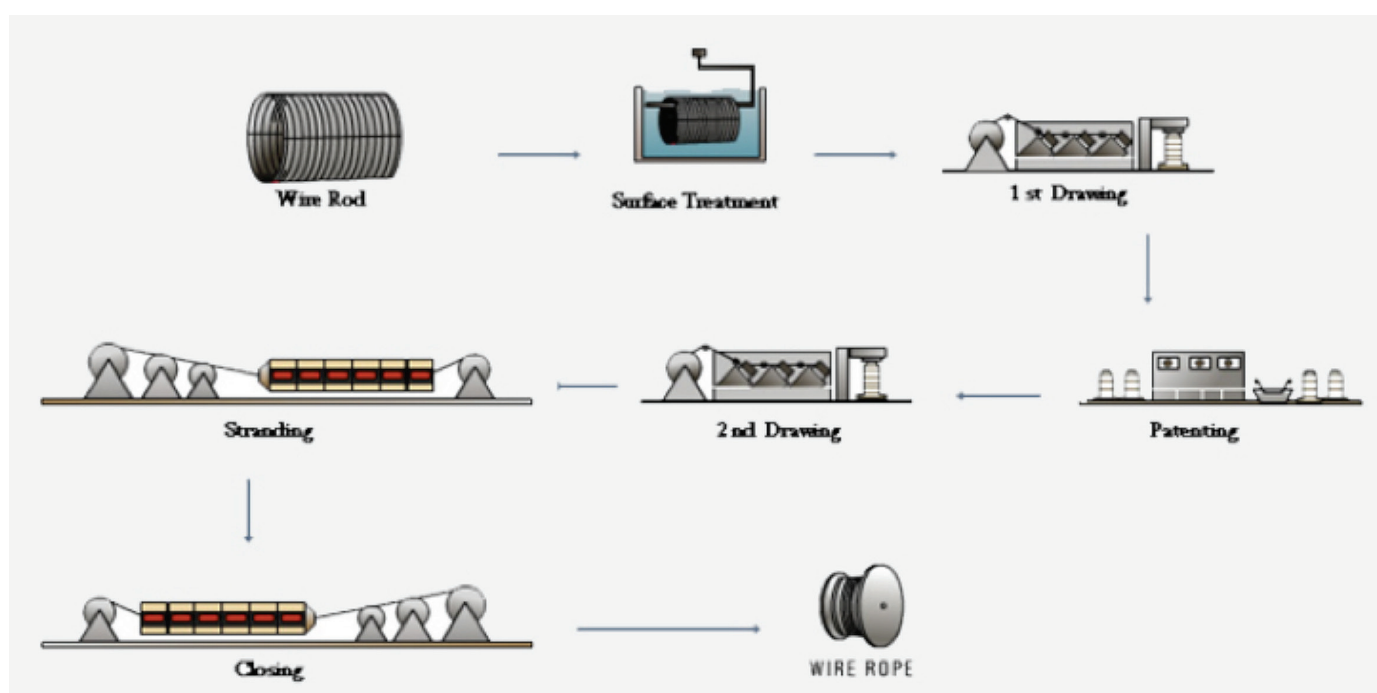 Wire Rod
Surface Treatment
1 st Drawing
Stranding
2 nd Drawing
Patenting
Closing
WIRE ROPE